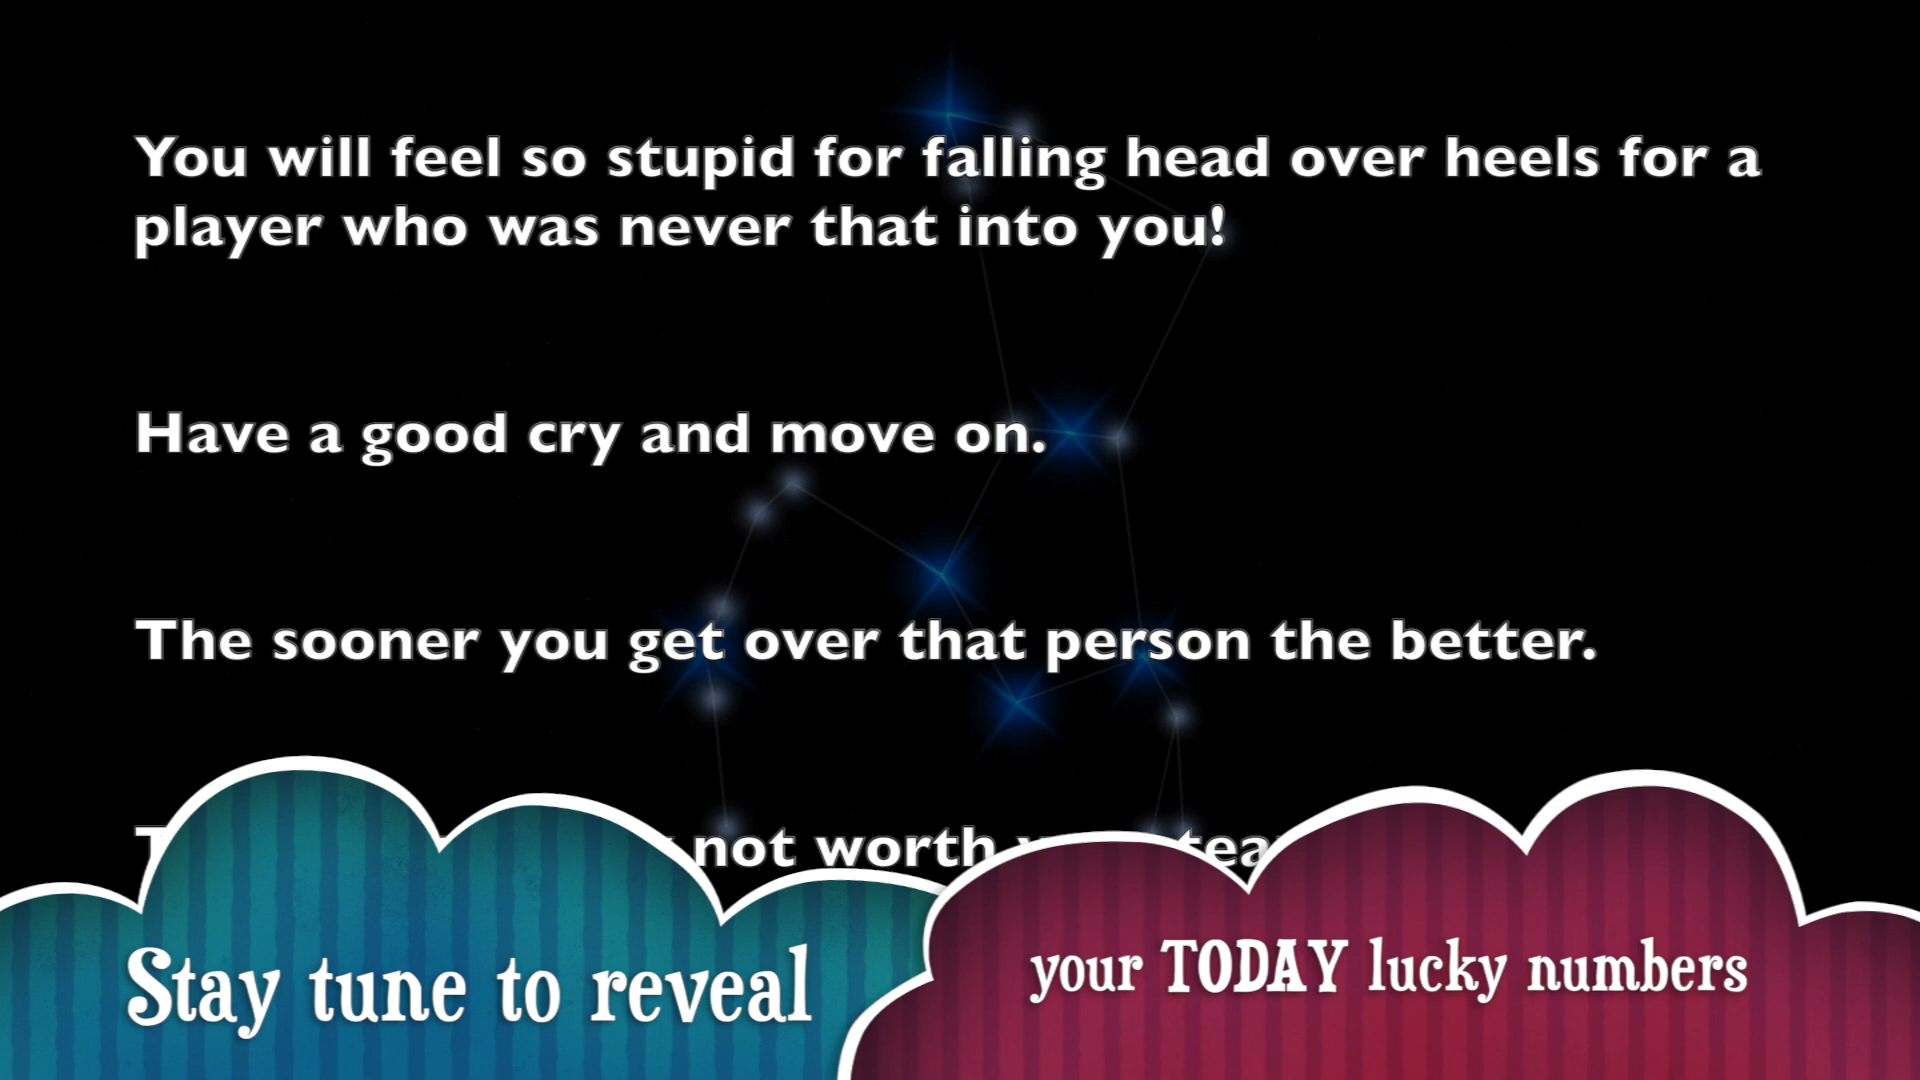 You will feel so stupid for falling head over heels for a
player who was never that into you!
Have a good cry and move on.
The sooner you get over that person the better.
not worth
Stay tune to reveal
your TODAY lucky numbers